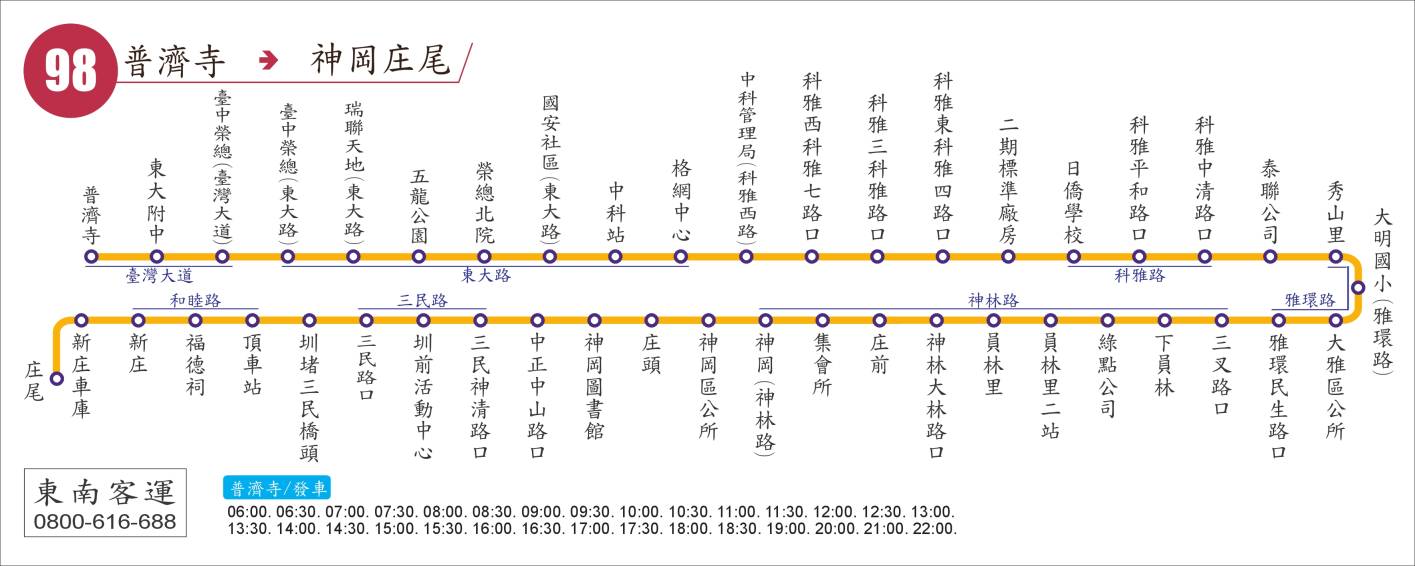 98
普濟寺 → 神岡庄尾
普濟寺
東大附中
臺中榮總(臺灣大道)
臺中榮總(東大路)
瑞聯天地(東大路)
五龍公園
榮總北院
國安社區(東大路)
中科站
格網中心
中科管理局(科雅西路)
科雅西科雅七路口
科雅三科雅路口
科雅東科雅四路口
二期標準廠房
日僑學校
科雅平和路口
科雅中清路口
泰聯公司
秀山里
大明國小(雅環路)
臺灣大道
東大路
科雅路
和睦路
三民路
神林路
雅環路
庄尾
新庄車庫
新庄
福德祠
頂車站
圳堵三民橋頭
三民路口
圳前活動中心
三民神清路口
中正中山路口
神岡圖書館
庄頭
神岡區公所
神岡(神林路)
集會所
庄前
神林大林路口
員林里
員林里二站
綠點公司
下員林
三叉路口
雅環民生路口
大雅區公所
東南客運
0800-616-688
普濟寺/發車
06:00. 06:30. 07:00. 07:30. 08:00. 08:30. 09:00. 09:30. 10:00. 10:30. 11:00. 11:30. 12:00. 12:30. 13:00.
13:30. 14:00. 14:30. 15:00. 15:30. 16:00. 16:30. 17:00. 17:30. 18:00. 18:30. 19:00. 20:00. 21:00. 22:00.